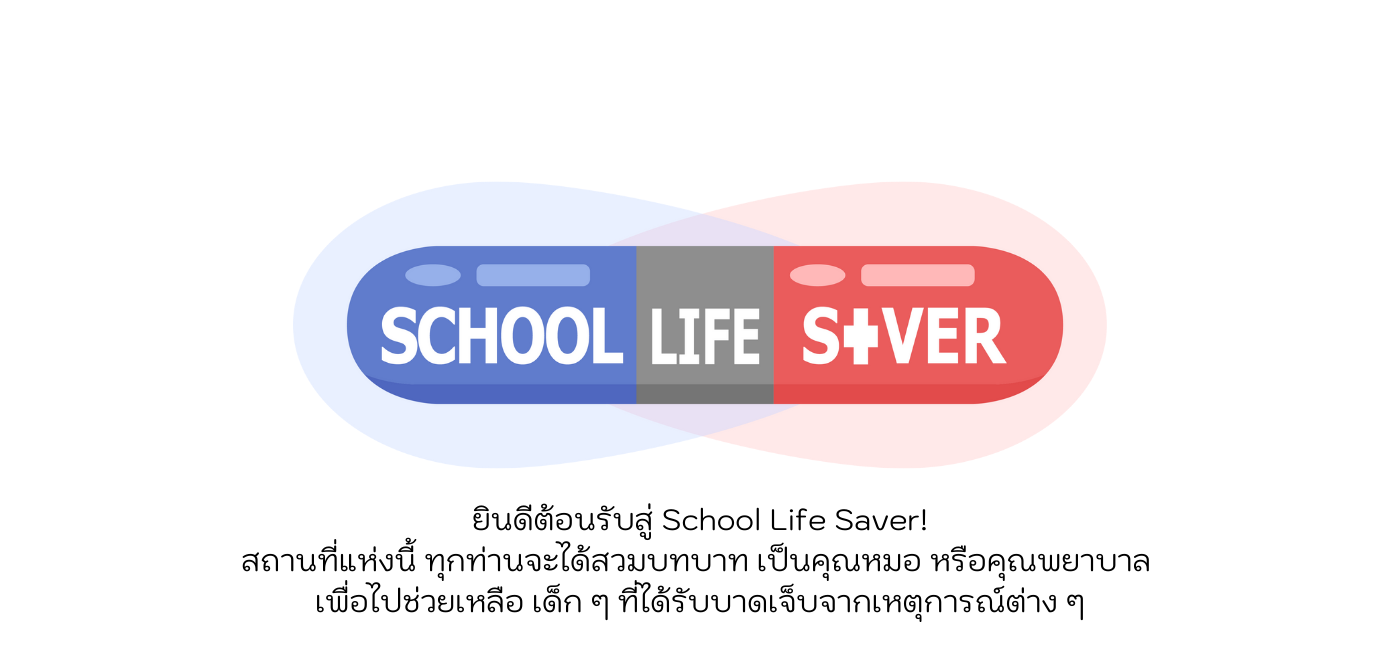 SCHOOL LIFE S+VER
ยินดีต้อนรับสู่ School Life Saver!
สถานที่แห่งนี้ ทุกท่านจะได้สวมบทบาท เป็นคุณหมอ หรือคุณพยาบาล
เพื่อไปช่วยเหลือ เด็ก ๆ ที่ได้รับบาดเจ็บจากเหตุการณ์ต่าง ๆ